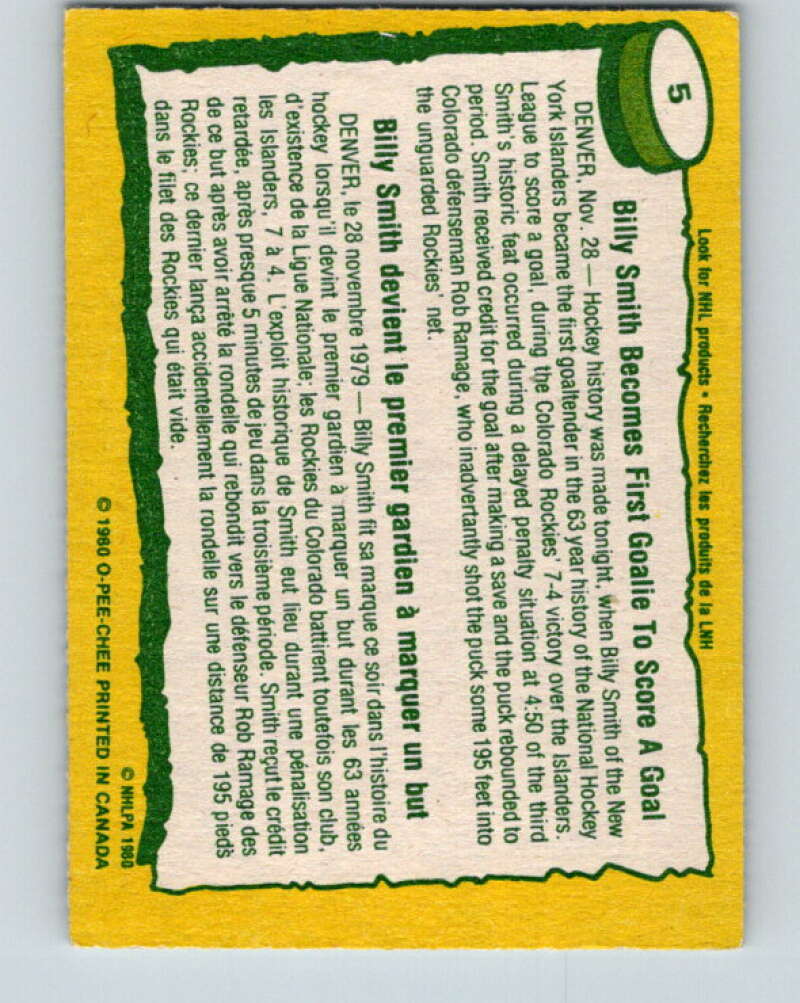 5
Look for NHL products • Recherchez les produits de la LNH
Billy Smith Becomes First Goalie To Score A Goal
DENVER, Nov. 28 — Hockey history was made tonight, when Billy Smith of the New
York Islanders became the first goaltender in the 63 year history of the National Hockey
League to score a goal, during the Colorado Rockies' 7-4 victory over the Islanders.
Smith's historic feat occurred during a delayed penalty situation at 4:50 of the third
period. Smith received credit for the goal after making a save and the puck rebounded to
Colorado defenseman Rob Ramage, who inadvertantly shot the puck some 195 feet into
the unguarded Rockies' net.
Billy Smith devient le premier gardien à marquer un but
DENVER, le 28 novembre 1979 — Billy Smith fit sa marque ce soir dans l'histoire du
hockey lorsqu'il devint le premier gardien à marquer un but durant les 63 années
d'existence de la Ligue Nationale; les Rockies du Colorado battirent toutefois son club,
les Islanders, 7 à 4. L'exploit historique de Smith eut lieu durant une pénalisation
retardée, après presque 5 minutes de jeu dans la troisième période. Smith reçut le crédit
de ce but après avoir arrêté la rondelle qui rebondit vers le défenseur Rob Ramage des
Rockies; ce dernier lança accidentellement la rondelle sur une distance de 195 pieds
dans le filet des Rockies qui était vide.
© NHLPA 1980
© 1980 O-PEE-CHEE PRINTED IN CANADA